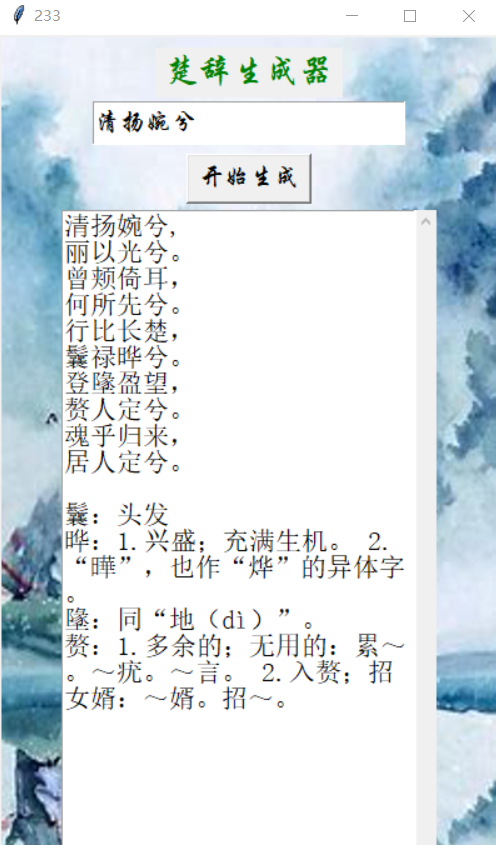 233
楚辞生成器
清扬婉兮
开始生成
清扬婉兮,
丽以光兮。
曾颊倚耳,
何所先兮。
行比长楚,
鬟禄晔兮。
登墬盈望,
赘人定兮。
魂乎归来,
居人定兮。
鬟：头发
晔：1.兴盛；充满生机。 2.
“曄”，也作“烨”的异体字
。
墬：同“地（dì）”。
赘：1.多余的；无用的：累～
。～疣。～言。 2.入赘；招
女婿：～婿。招～。